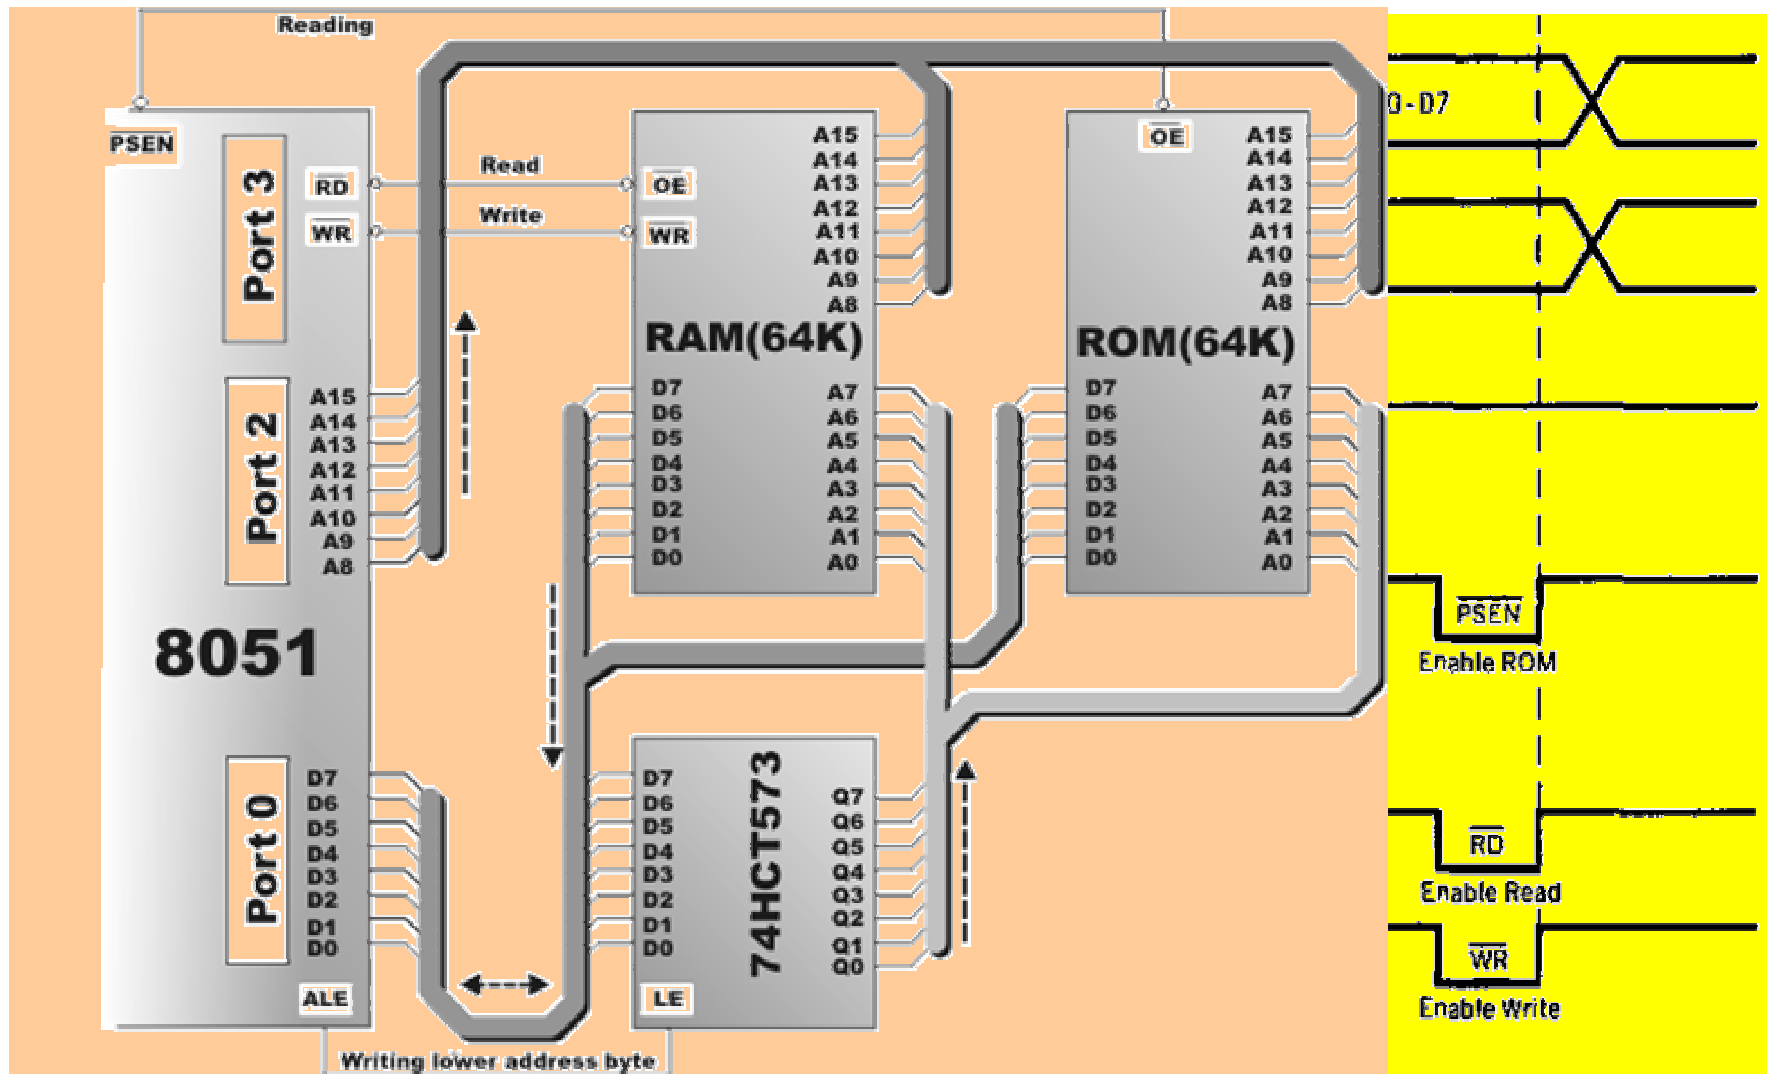 Reading
PSEN
Port 3
RD
WR
Read
Write
OE
WR
A15
A14
A13
A12
A11
A10
A9
A8
RAM(64K)
D7
D6
D5
D4
D3
D2
D1
D0
A7
A6
A5
A4
A3
A2
A1
A0
OE
A15
A14
A13
A12
A11
A10
A9
A8
ROM(64K)
D7
D6
D5
D4
D3
D2
D1
D0
A7
A6
A5
A4
A3
A2
A1
A0
Port 2
A15
A14
A13
A12
A11
A10
A9
A8
8051
Port 0
D7
D6
D5
D4
D3
D2
D1
D0
ALE
D7
D6
D5
D4
D3
D2
D1
D0
74HCT573
Q7
Q6
Q5
Q4
Q3
Q2
Q1
Q0
LE
Writing lower address byte
0-D7
PSEN
Enable ROM
RD
Enable Read
WR
Enable Write